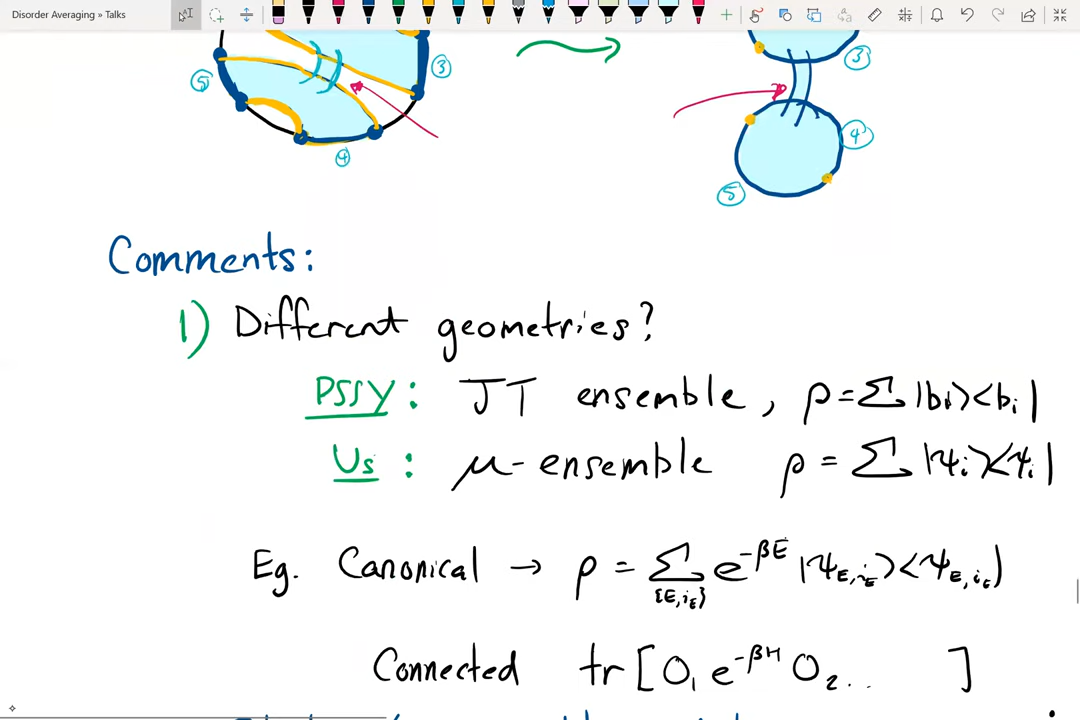 Disorder Averaging » Talks
③
③
⑤
④
④
⑤
Comments:
1) Different geometries?
PSSY: JT ensemble, ρ=Σ|bᵢ><bᵢ|
Us: μ-ensemble ρ = Σ|ψᵢ><ψᵢ|
Eg. Canonical → ρ = Σ_{{E,i_E}} e^{-βE} |ψ_{E,i_E}><ψ_{E,i_E}⟩
Connected tr[O₁ e^{-βH} O₂.. ]